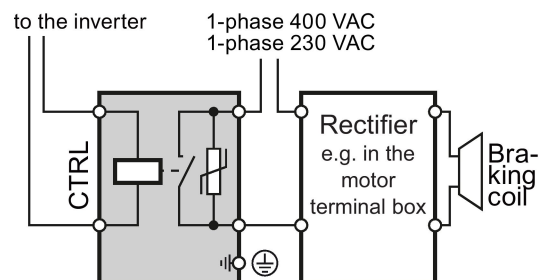 to the inverter
1-phase 400 VAC
1-phase 230 VAC
CTRL
Rectifier
e.g. in the
motor
terminal box
Bra-
king
coil